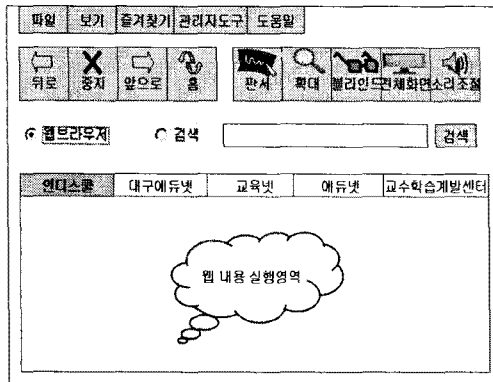 파일 보기 즐겨찾기 관리자도구 도움말
뒤로 중지 앞으로 홈 판서 확대 블라인드 전체화면 소리조절
웹브라우저 검색 검색
인디스쿨 대구에듀넷 교육넷 에듀넷 교수학습계발센터
웹 내용 실행영역